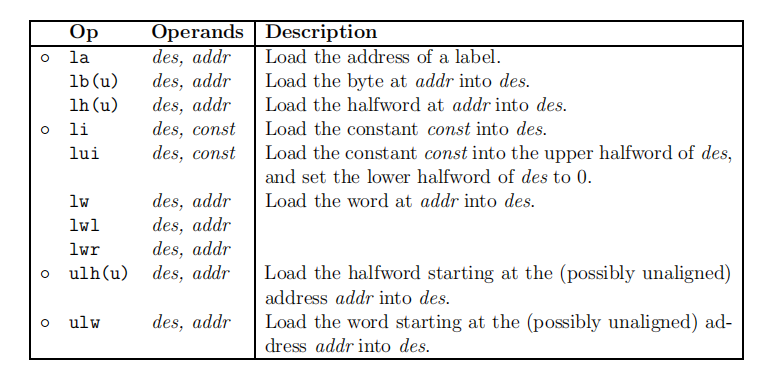 Op Operands Description
○ la des, addr Load the address of a label.
lb(u) des, addr Load the byte at addr into des.
lh(u) des, addr Load the halfword at addr into des.
○ li des, const Load the constant const into des.
lui des, const Load the constant const into the upper halfword of des,
and set the lower halfword of des to 0.
lw des, addr Load the word at addr into des.
lwl des, addr
lwr des, addr
○ ulh(u) des, addr Load the halfword starting at the (possibly unaligned)
address addr into des.
○ ulw des, addr Load the word starting at the (possibly unaligned) ad-
dress addr into des.